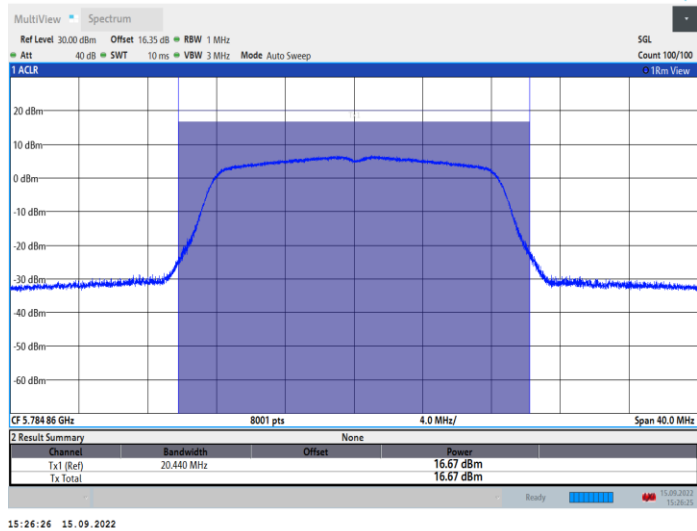 MultiView Spectrum
Ref Level 30.00 dBm Offset 16.35 dB RBW 1 MHz SGL
Att 40 dB SWT 10 ms VBW 3 MHz Mode Auto Sweep Count 100/100
1 ACLR 1Rm View
20 dBm
10 dBm
0 dBm
-10 dBm
-20 dBm
-30 dBm
-40 dBm
-50 dBm
-60 dBm
CF 5.784 86 GHz 8001 pts 4.0 MHz/ Span 40.0 MHz
2 Result Summary None
Channel Bandwidth Offset Power
Tx1 (Ref) 20.440 MHz 16.67 dBm
Tx Total 16.67 dBm
Ready 15.09.2022
15:26:25
15:26:26 15.09.2022